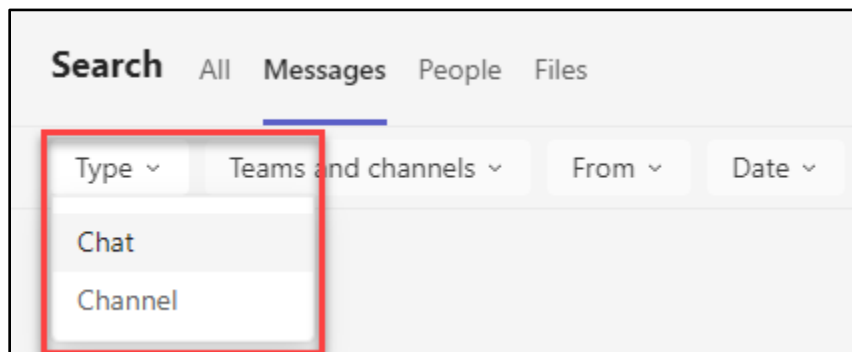 Search All Messages People Files
Type Teams and channels From Date
Chat
Channel